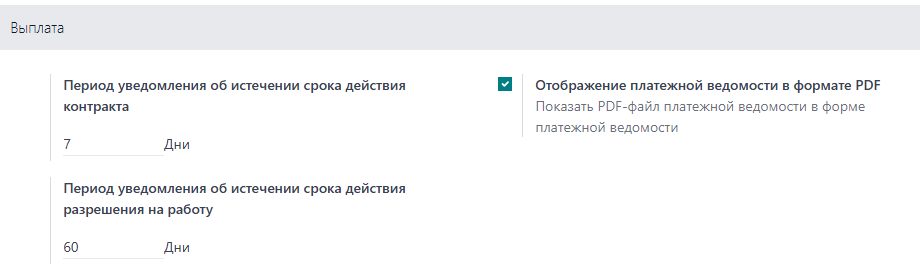 Выплата
Период уведомления об истечении срока действия
контракта
7 Дни
Период уведомления об истечении срока действия
разрешения на работу
60 Дни
Отображение платежной ведомости в формате PDF
Показать PDF-файл платежной ведомости в форме
платежной ведомости